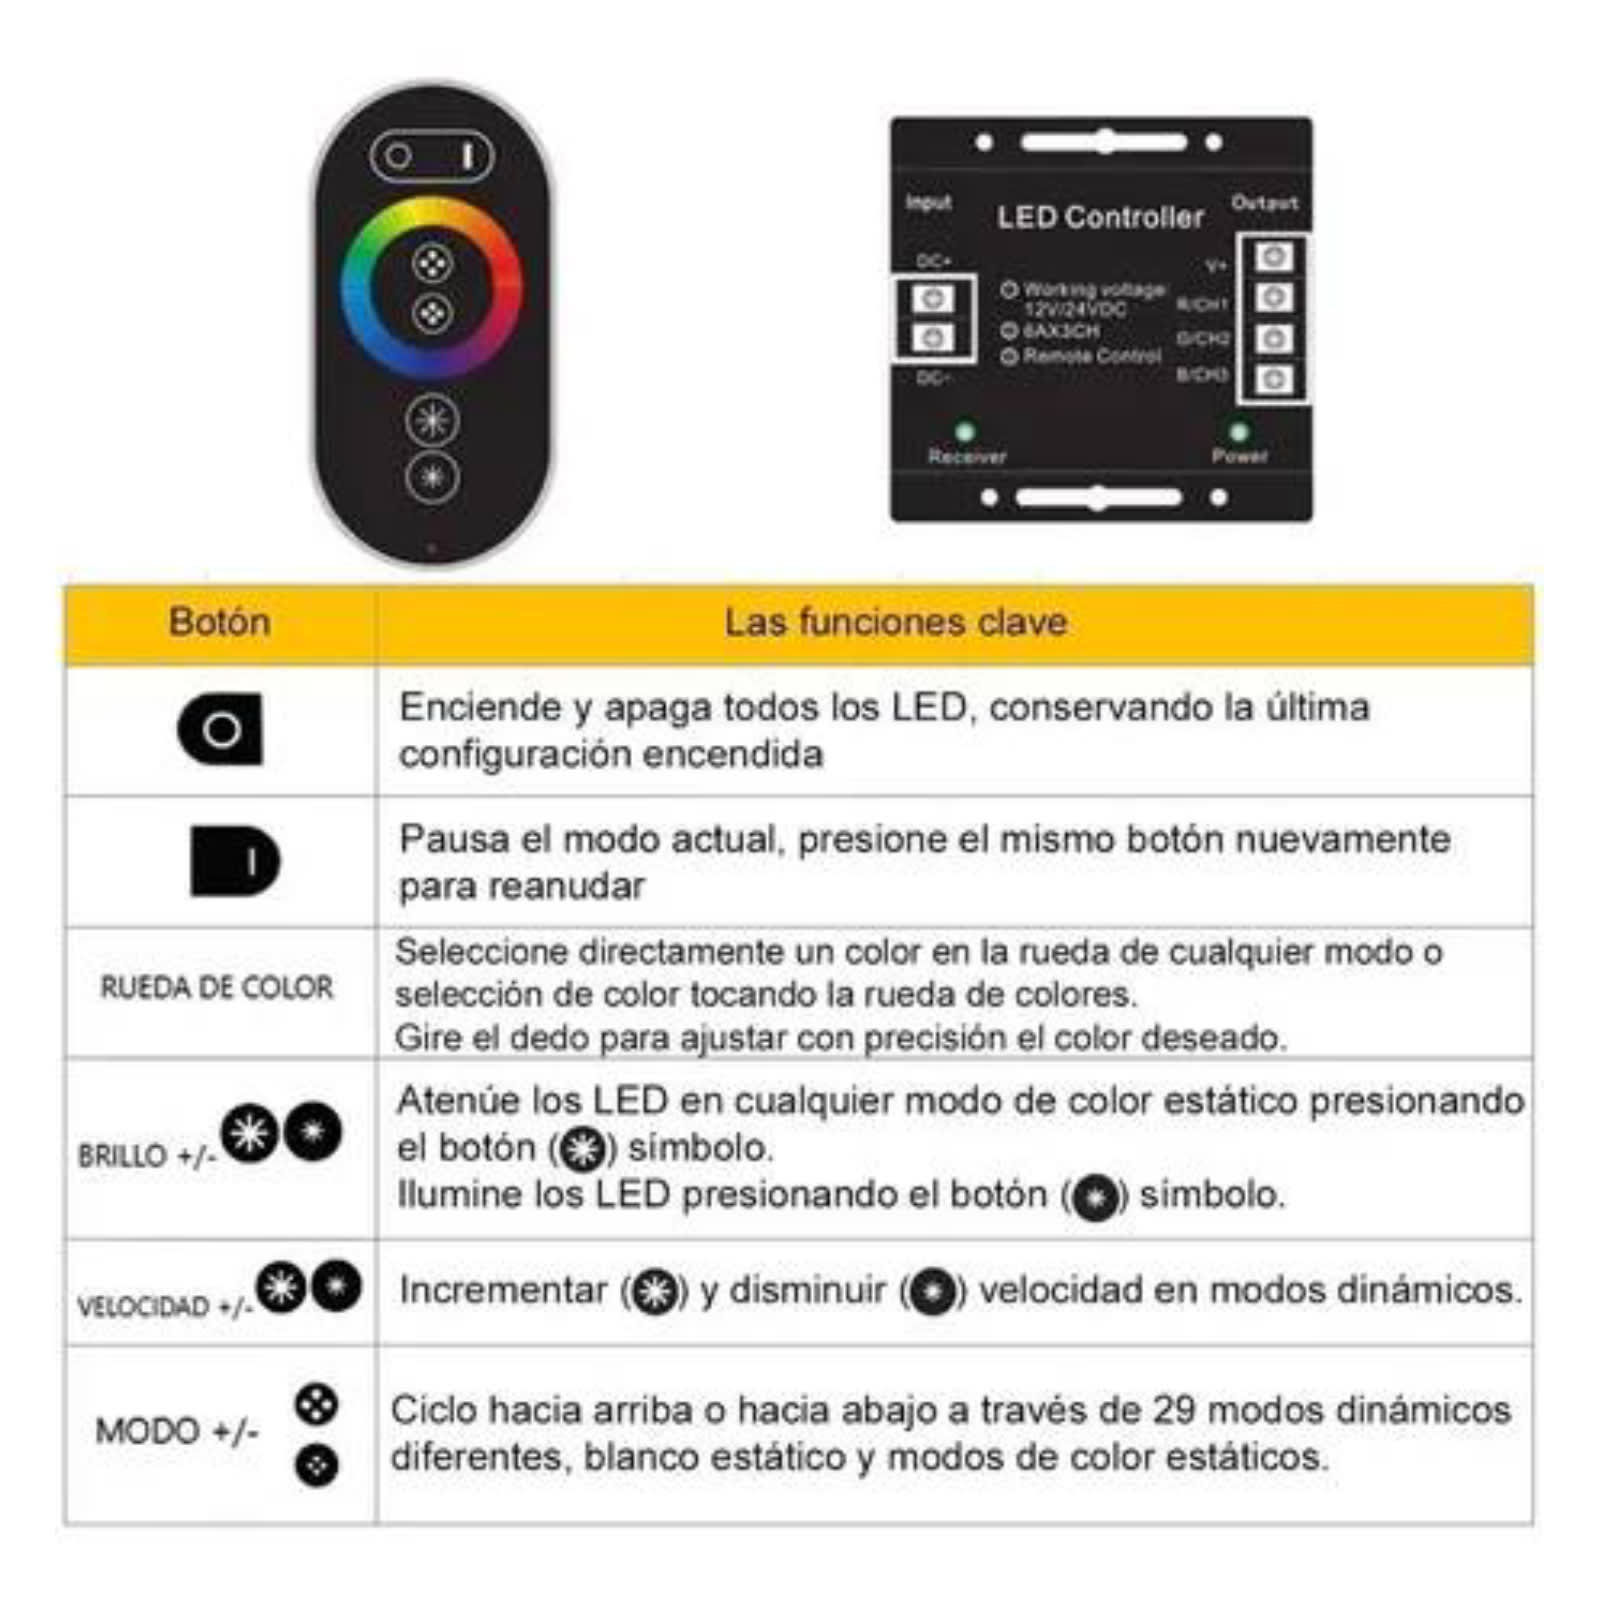 Input
Output
LED Controller
DC+
V+
Working voltage:
12V/24VDC
R/CH1
6AX3CH
G/CH2
Remote Control
DC-
B/CH3
Receiver
Power
Botón
Las funciones clave
Enciende y apaga todos los LED, conservando la última
configuración encendida
Pausa el modo actual, presione el mismo botón nuevamente
para reanudar
RUEDA DE COLOR
Seleccione directamente un color en la rueda de cualquier modo o
selección de color tocando la rueda de colores.
Gire el dedo para ajustar con precisión el color deseado.
BRILLO +/-
Atenúe los LED en cualquier modo de color estático presionando
el botón () símbolo.
Ilumine los LED presionando el botón () símbolo.
VELOCIDAD +/-
Incrementar () y disminuir () velocidad en modos dinámicos.
MODO +/-
Ciclo hacia arriba o hacia abajo a través de 29 modos dinámicos
diferentes, blanco estático y modos de color estáticos.